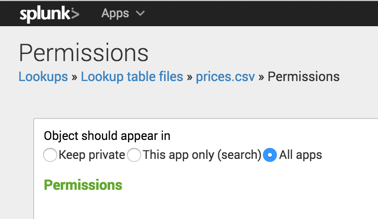 splunk> Apps
Permissions
Lookups » Lookup table files » prices.csv » Permissions
Object should appear in
Keep private This app only (search) All apps
Permissions